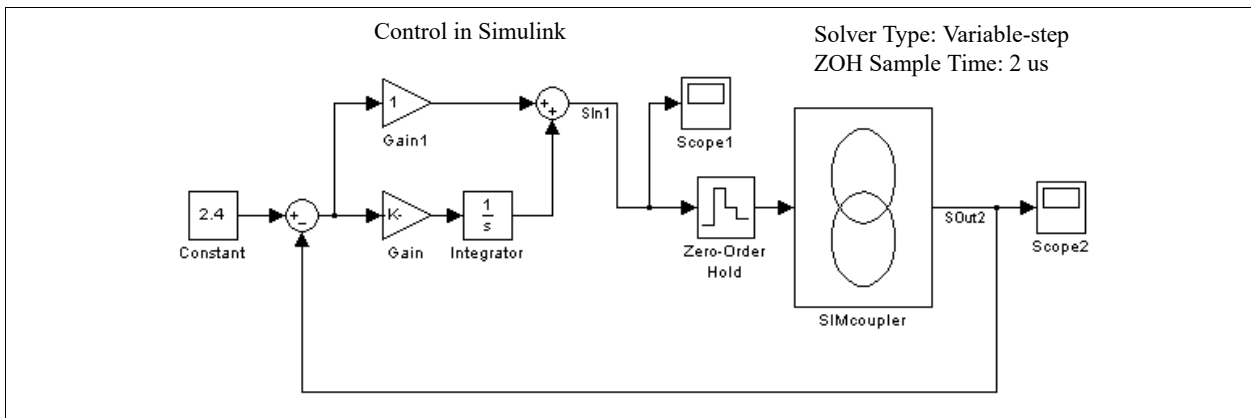 Control in Simulink
Solver Type: Variable-step
ZOH Sample Time: 2 us
1
Gain1
SIn1
Scope1
2.4
Constant
K-
Gain
1
s
Integrator
Zero-Order
Hold
SIMcoupler
SOut2
Scope2